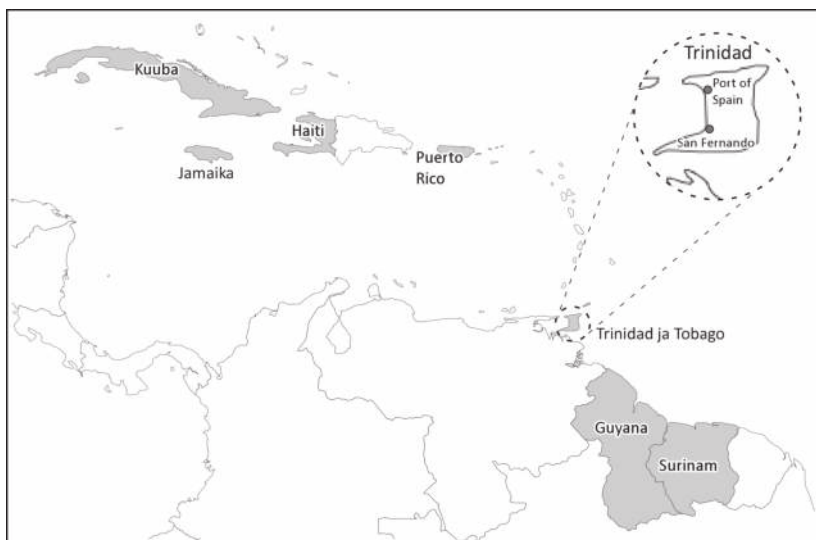 Trinidad
Port of
Spain
San Fernando
Kuuba
Haiti
Jamaika
Puerto
Rico
Trinidad ja Tobago
Guyana
Surinam